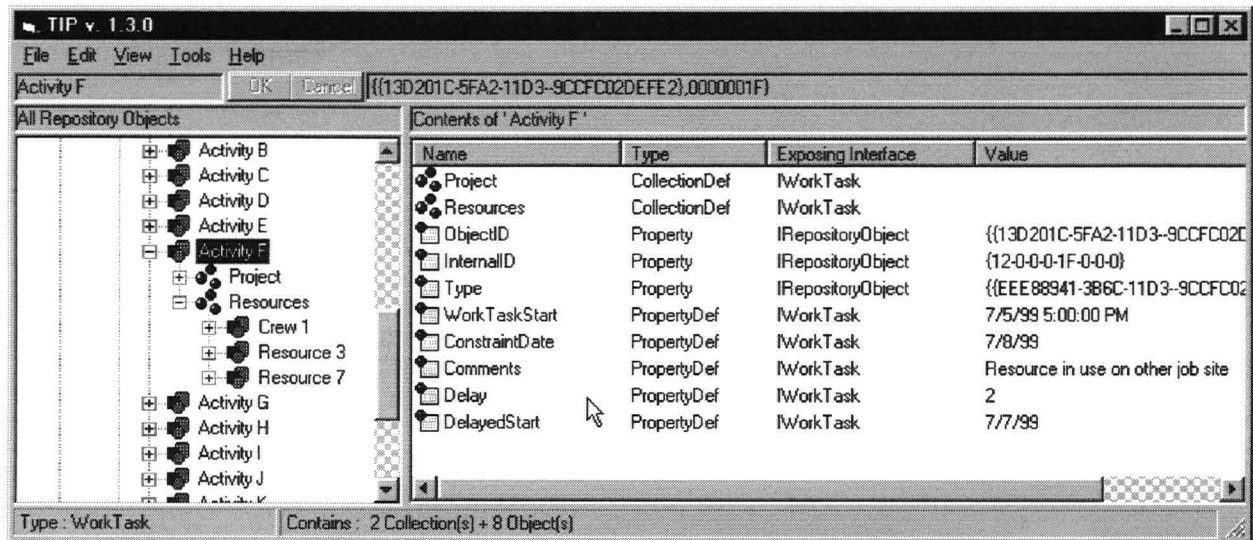 TIP v. 1.3.0
File Edit View Tools Help
Activity F OK Cancel {{13D201C-5FA2-11D3--9CCFC02DEFE2},0000001F}
All Repository Objects Contents of ' Activity F '
Name Type Exposing Interface Value
Activity B
Activity C
Activity D
Activity E
Activity F
Project
Resources
Crew 1
Resource 3
Resource 7
Activity G
Activity H
Activity I
Activity J
Activity K
Project CollectionDef IWorkTask
Resources CollectionDef IWorkTask
ObjectID Property IRepositoryObject {{13D201C-5FA2-11D3--9CCFC02D
InternalID Property IRepositoryObject {12-0-0-0-1F-0-0-0}
Type Property IRepositoryObject {{EEE88941-3B6C-11D3--9CCFC02
WorkTaskStart PropertyDef IWorkTask 7/5/99 5:00:00 PM
ConstraintDate PropertyDef IWorkTask 7/8/99
Comments PropertyDef IWorkTask Resource in use on other job site
Delay PropertyDef IWorkTask 2
DelayedStart PropertyDef IWorkTask 7/7/99
Type : WorkTask Contains : 2 Collection(s) + 8 Object(s)